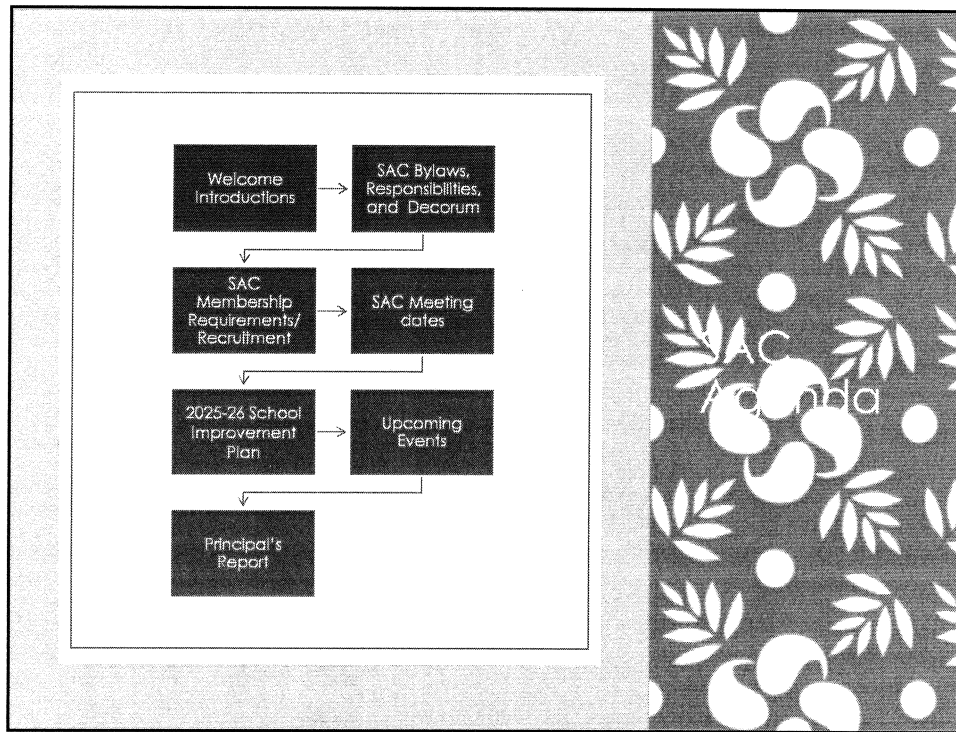 Welcome
Introductions
SAC Bylaws,
Responsibilities,
and Decorum
SAC
Membership
Requirements/
Recruitment
SAC Meeting
dates
2025-26 School
Improvement
Plan
Upcoming
Events
Principal's
Report
SAC
Agenda